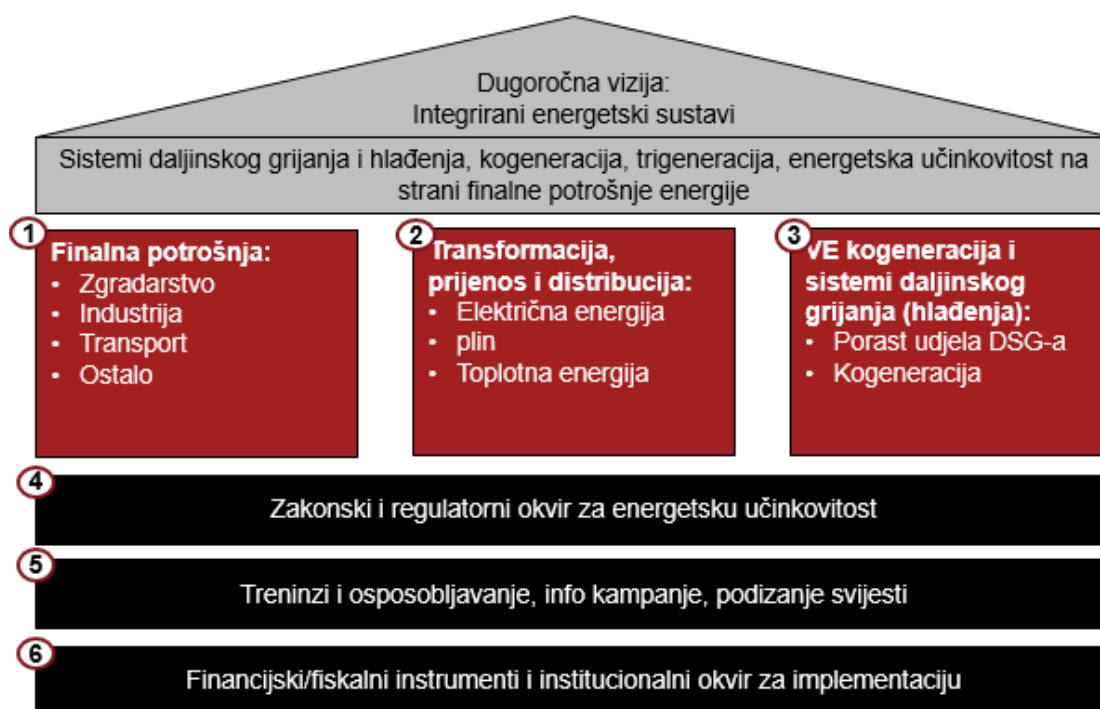 Dugoročna vizija:
Integrirani energetski sustavi
Sistemi daljinskog grijanja i hlađenja, kogeneracija, trigeneracija, energetska učinkovitost na
strani finalne potrošnje energije
1
Finalna potrošnja:
• Zgradarstvo
• Industrija
• Transport
• Ostalo
2
Transformacija,
prijenos i distribucija:
• Električna energija
• plin
• Toplotna energija
3
VE kogeneracija i
sistemi daljinskog
grijanja (hlađenja):
• Porast udjela DSG-a
• Kogeneracija
4
Zakonski i regulatorni okvir za energetsku učinkovitost
5
Treninzi i osposobljavanje, info kampanje, podizanje svijesti
6
Financijski/fiskalni instrumenti i institucionalni okvir za implementaciju